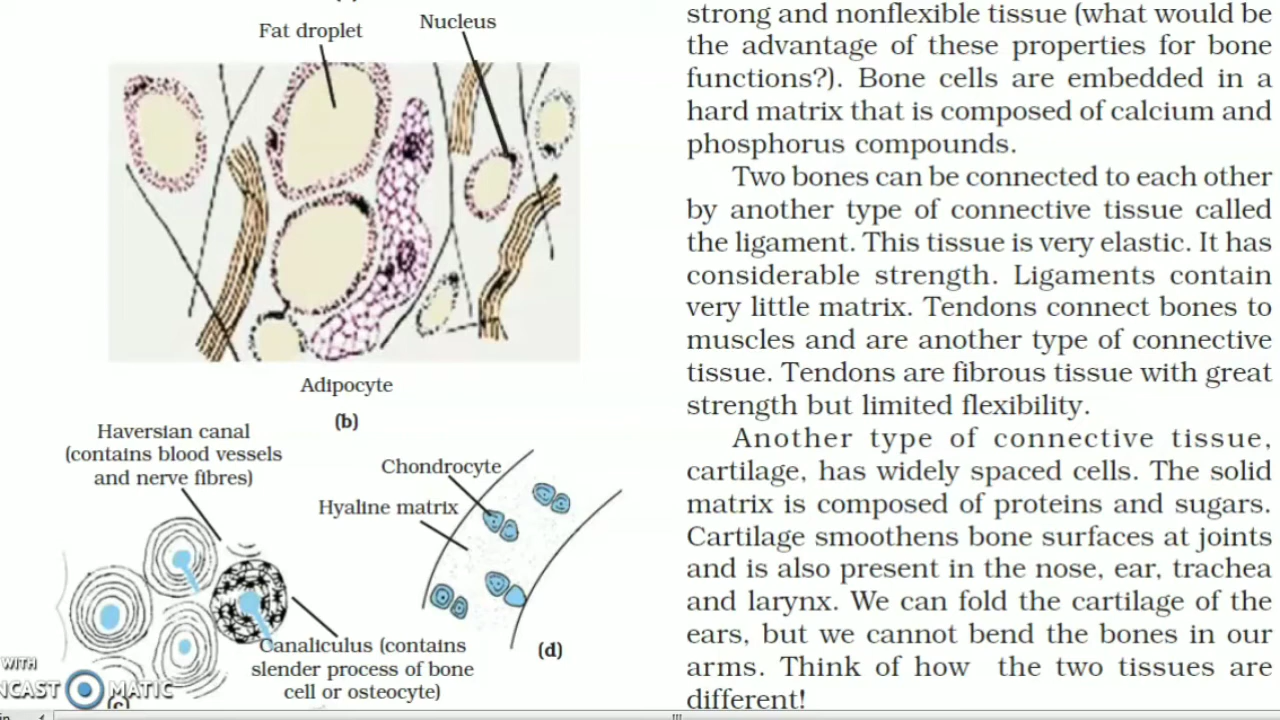 Fat droplet
Nucleus
Adipocyte
(b)
Haversian canal
(contains blood vessels
and nerve fibres)
Chondrocyte
Hyaline matrix
Canaliculus (contains
slender process of bone
cell or osteocyte)
(c)
(d)
WITH
NCAST MATIC
strong and nonflexible tissue (what would be
the advantage of these properties for bone
functions?). Bone cells are embedded in a
hard matrix that is composed of calcium and
phosphorus compounds.
Two bones can be connected to each other
by another type of connective tissue called
the ligament. This tissue is very elastic. It has
considerable strength. Ligaments contain
very little matrix. Tendons connect bones to
muscles and are another type of connective
tissue. Tendons are fibrous tissue with great
strength but limited flexibility.
Another type of connective tissue,
cartilage, has widely spaced cells. The solid
matrix is composed of proteins and sugars.
Cartilage smoothens bone surfaces at joints
and is also present in the nose, ear, trachea
and larynx. We can fold the cartilage of the
ears, but we cannot bend the bones in our
arms. Think of how the two tissues are
different!